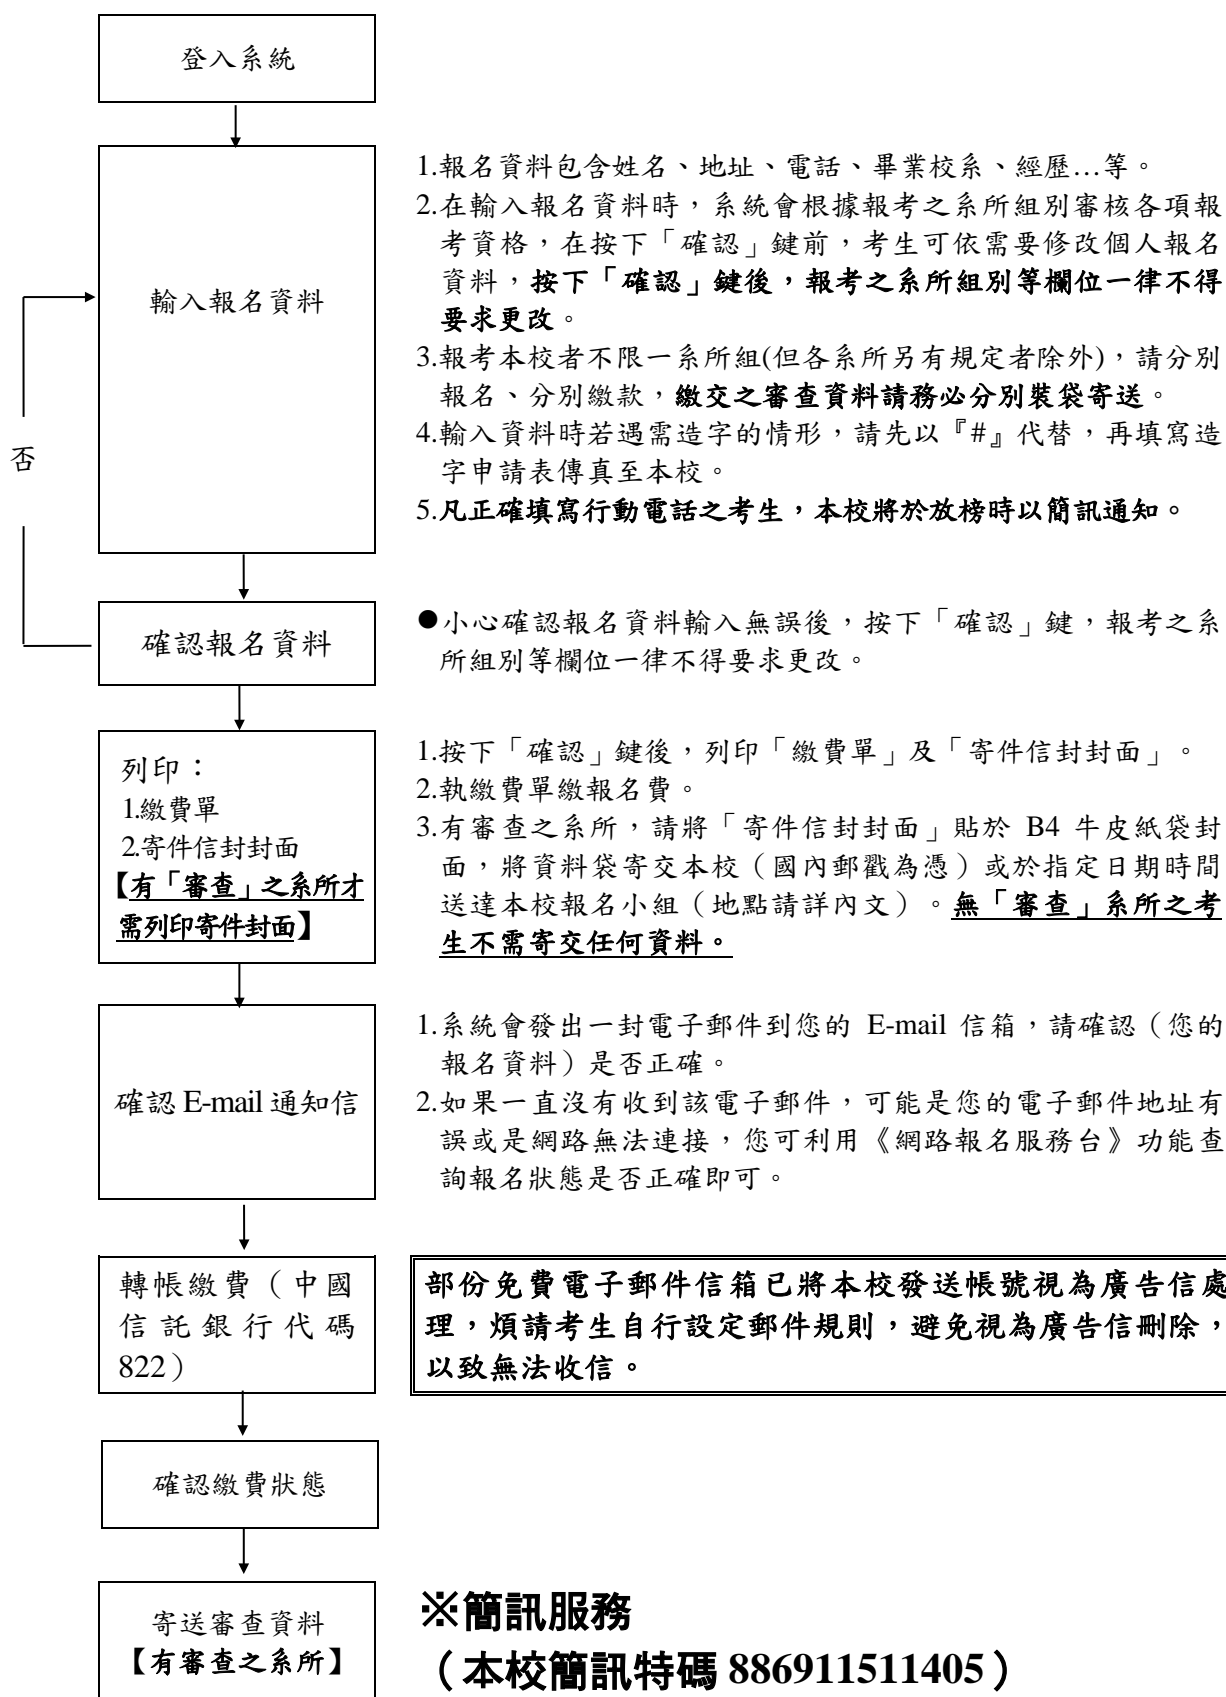 登入系統
輸入報名資料
1.報名資料包含姓名、地址、電話、畢業校系、經歷…等。
2.在輸入報名資料時，系統會根據報考之系所組別審核各項報
考資格，在按下「確認」鍵前，考生可依需要修改個人報名
資料，按下「確認」鍵後，報考之系所組別等欄位一律不得
要求更改。
3.報考本校者不限一系所組(但各系所另有規定者除外)，請分別
報名、分別繳款，繳交之審查資料請務必分別裝袋寄送。
4.輸入資料時若遇需造字的情形，請先以『#』代替，再填寫造
字申請表傳真至本校。
5.凡正確填寫行動電話之考生，本校將於放榜時以簡訊通知。
否
確認報名資料
●小心確認報名資料輸入無誤後，按下「確認」鍵，報考之系
所組別等欄位一律不得要求更改。
列印：
1.繳費單
2.寄件信封封面
【有「審查」之系所才
需列印寄件封面】
1.按下「確認」鍵後，列印「繳費單」及「寄件信封封面」。
2.執繳費單繳報名費。
3.有審查之系所，請將「寄件信封封面」貼於 B4 牛皮紙袋封
面，將資料袋寄交本校（國內郵戳為憑）或於指定日期時間
送達本校報名小組（地點請詳內文）。無「審查」系所之考
生不需寄交任何資料。
確認 E-mail 通知信
1.系統會發出一封電子郵件到您的 E-mail 信箱，請確認（您的
報名資料）是否正確。
2.如果一直沒有收到該電子郵件，可能是您的電子郵件地址有
誤或是網路無法連接，您可利用《網路報名服務台》功能查
詢報名狀態是否正確即可。
轉帳繳費（中國
信託銀行代碼
822）
部份免費電子郵件信箱已將本校發送帳號視為廣告信處
理，煩請考生自行設定郵件規則，避免視為廣告信刪除，
以致無法收信。
確認繳費狀態
寄送審查資料
【有審查之系所】
※簡訊服務
（本校簡訊特碼 886911511405）